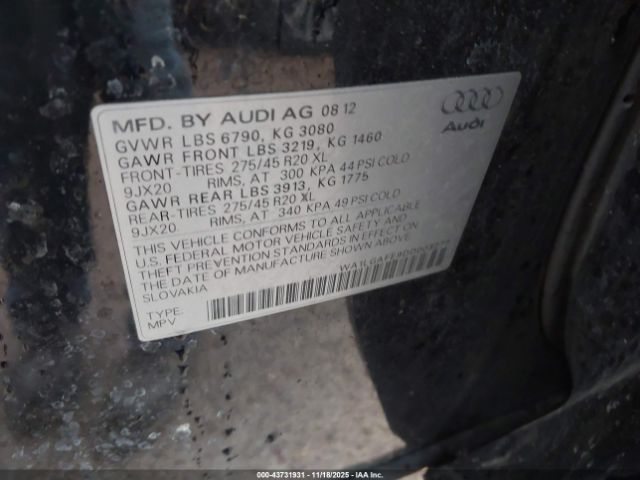 MFD. BY AUDI AG 08 12
GVWR LBS 6790, KG 3080
GAWR FRONT LBS 3219, KG 1460
FRONT-TIRES 275/45 R20 XL
9JX20 RIMS, AT 300 KPA 44 PSI COLD
GAWR REAR LBS 3913, KG 1775
REAR-TIRES 275/45 R20 XL
9JX20 RIMS, AT 340 KPA 49 PSI COLD
THIS VEHICLE CONFORMS TO ALL APPLICABLE
U.S. FEDERAL MOTOR VEHICLE SAFETY AND
THEFT PREVENTION STANDARDS IN EFFECT ON
THE DATE OF MANUFACTURE SHOWN ABOVE
SLOVAKIA
TYPE:
MPV
Audi
00-43731931 - 11/18/2025 - IAA Inc.